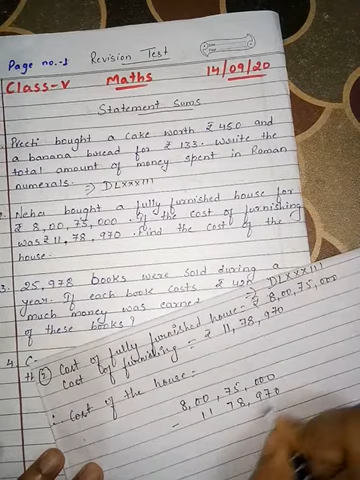 Page no.-1 Revision Test
Class-V Maths 14/09/20
Statement Sums
Preeti bought a cake worth ₹ 450 and
a banana bread for ₹ 133. Write the
total amount of money spent in Roman
numerals. ⇒ DLXXXIII
Neha bought a fully furnished house for
₹ 8,00,75,000. If the cost of furnishing
was ₹ 11,78,970. Find the cost of the
house.
3. 25,978 books were sold during a
year. If each book costs ₹
much money was earned
of these books?
⇒ DLXXXIII
4. C
② Cost of fully furnished house = ₹ 8,00,75,000
Cost of furnishing = ₹ 11,78,970
∴ Cost of the house =
8,00,75,000
- 11 78,970